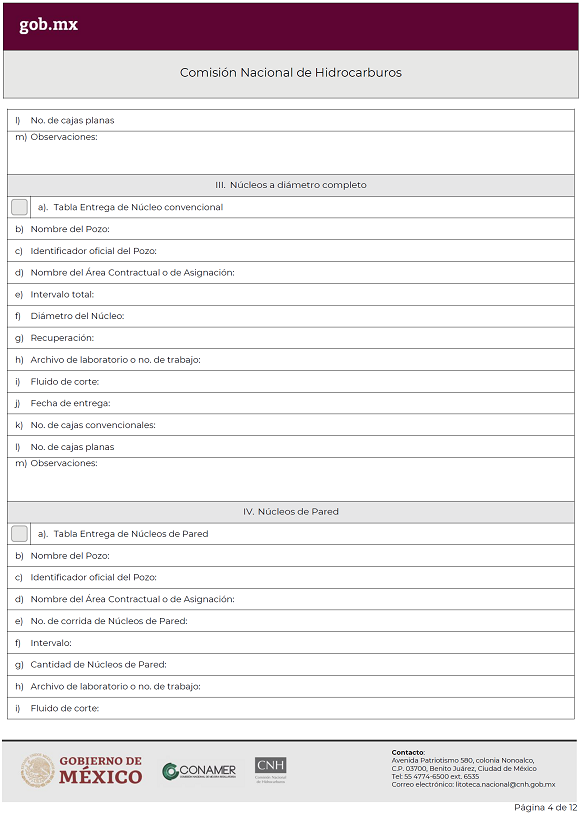 gob.mx
Comisión Nacional de Hidrocarburos
l) No. de cajas planas
m) Observaciones:
III. Núcleos a diámetro completo
a). Tabla Entrega de Núcleo convencional
b) Nombre del Pozo:
c) Identificador oficial del Pozo:
d) Nombre del Área Contractual o de Asignación:
e) Intervalo total:
f) Diámetro del Núcleo:
g) Recuperación:
h) Archivo de laboratorio o no. de trabajo:
i) Fluido de corte:
j) Fecha de entrega:
k) No. de cajas convencionales:
l) No. de cajas planas
m) Observaciones:
IV. Núcleos de Pared
a). Tabla Entrega de Núcleos de Pared
b) Nombre del Pozo:
c) Identificador oficial del Pozo:
d) Nombre del Área Contractual o de Asignación:
e) No. de corrida de Núcleos de Pared:
f) Intervalo:
g) Cantidad de Núcleos de Pared:
h) Archivo de laboratorio o no. de trabajo:
i) Fluido de corte:
GOBIERNO DE
MÉXICO
CONAMER
CNH
Comisión Nacional
de Hidrocarburos
Contacto:
Avenida Patriotismo 580, colonia Nonoalco,
C.P. 03700, Benito Juárez, Ciudad de México
Tel: 55 4774-6500 ext. 6535
Correo electrónico: litoteca.nacional@cnh.gob.mx
Página 4 de 12